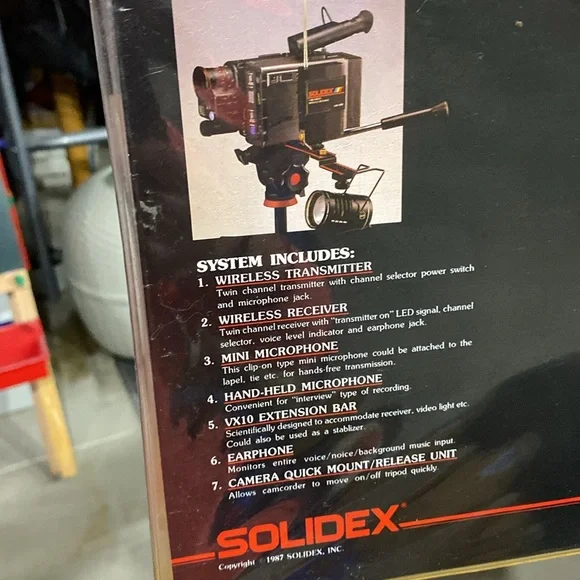 SOLIDEX
SYSTEM INCLUDES:
1. WIRELESS TRANSMITTER
Twin channel transmitter with channel selector power switch
and microphone jack.
2. WIRELESS RECEIVER
Twin channel receiver with "transmitter on" LED signal, channel
selector, voice level indicator and earphone jack.
3. MINI MICROPHONE
This clip-on type mini microphone could be attached to the
lapel, tie etc. for hands-free transmission.
4. HAND-HELD MICROPHONE
Convenient for "interview" type of recording.
5. VX10 EXTENSION BAR
Scientifically designed to accommodate receiver, video light etc.
Could also be used as a stablizer.
6. EARPHONE
Monitors entire voice/noice/background music input.
7. CAMERA QUICK MOUNT/RELEASE UNIT
Allows camcorder to move on/off tripod quickly.
SOLIDEX®
Copyright © 1987 SOLIDEX, INC.